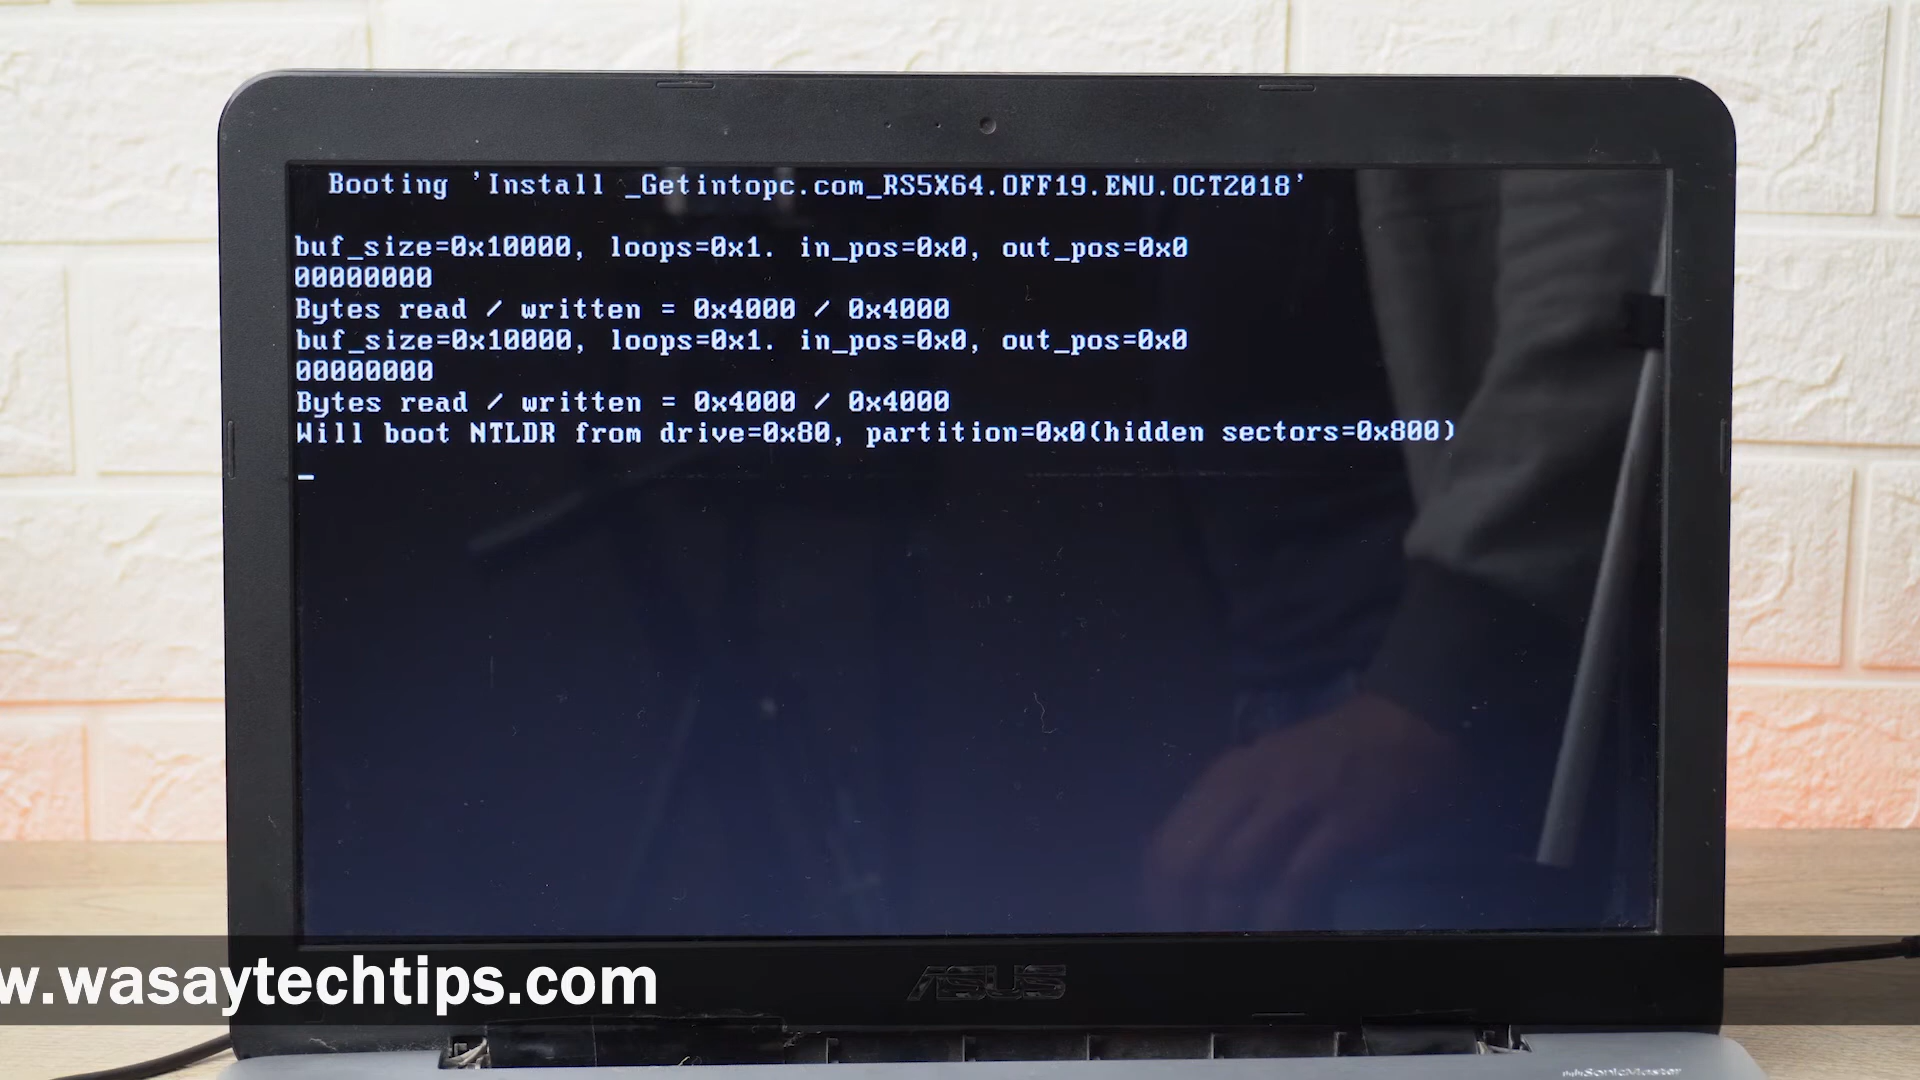 Booting 'Install _Getintopc.com_RS5X64.OFF19.ENU.OCT2018'
buf_size=0x10000, loops=0x1. in_pos=0x0, out_pos=0x0
00000000
Bytes read / written = 0x4000 / 0x4000
buf_size=0x10000, loops=0x1. in_pos=0x0, out_pos=0x0
00000000
Bytes read / written = 0x4000 / 0x4000
Will boot NTLDR from drive=0x80, partition=0x0(hidden sectors=0x800)
_
w.wasaytechtips.com
ASUS
SonicMaster